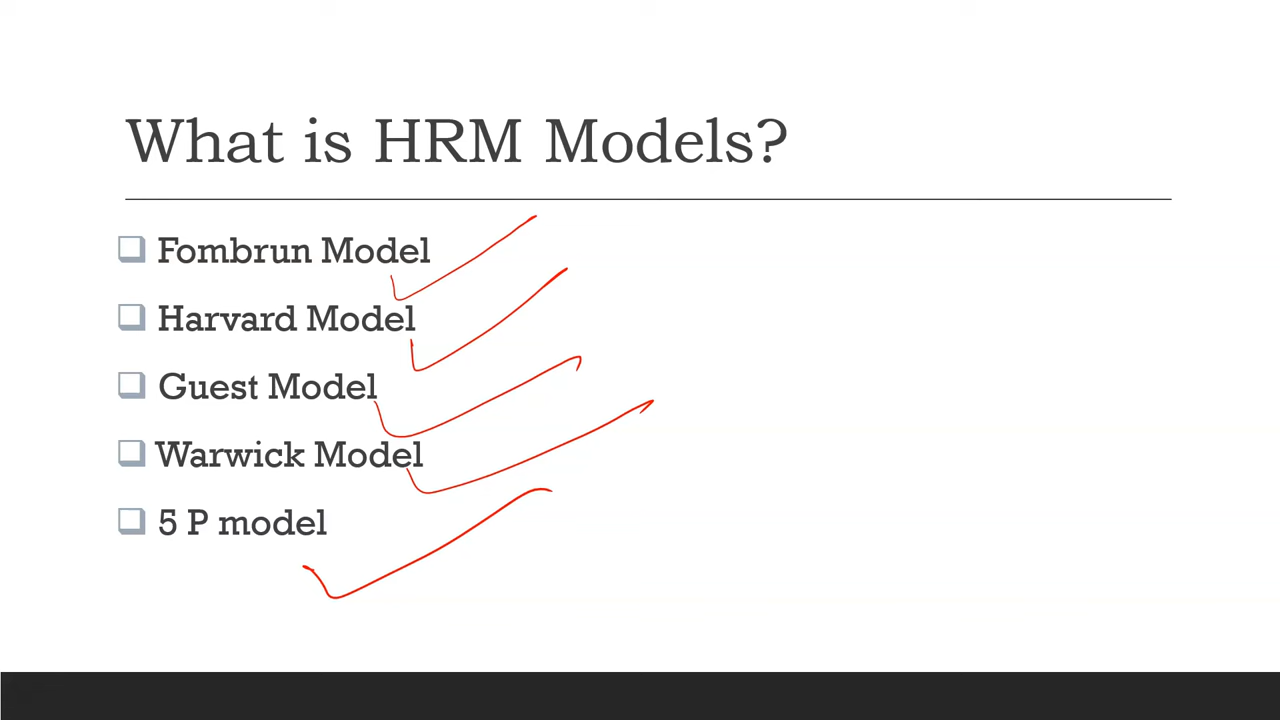 What is HRM Models?
Fombrun Model
Harvard Model
Guest Model
Warwick Model
5 P model